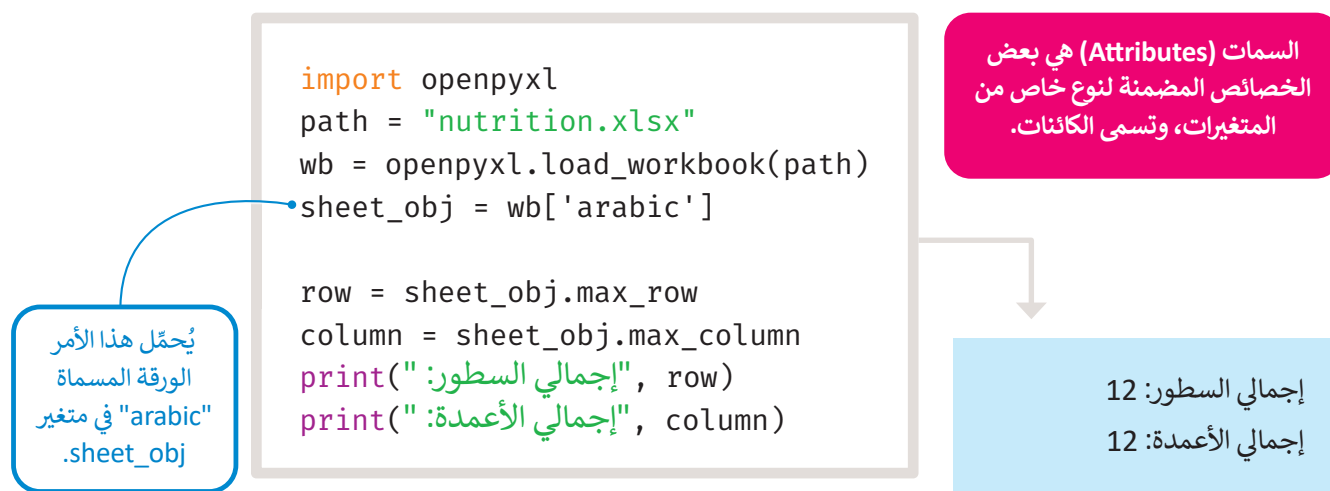 السمات (Attributes) هي بعض
الخصائص المضمنة لنوع خاص من
المتغيرات، وتسمى الكائنات.
import openpyxl
path = "nutrition.xlsx"
wb = openpyxl.load_workbook(path)
sheet_obj = wb['arabic']
row = sheet_obj.max_row
column = sheet_obj.max_column
print("إجمالي السطور: ", row)
print("إجمالي الأعمدة: ", column)
يُحمِّل هذا الأمر
الورقة المسماة
"arabic" في متغير
sheet_obj.
إجمالي السطور: 12
إجمالي الأعمدة: 12